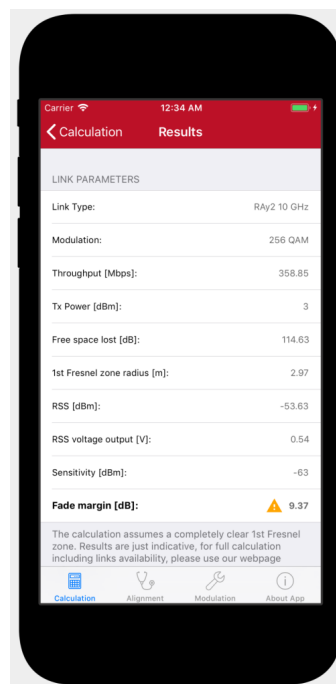 Carrier 12:34 AM
Calculation Results
LINK PARAMETERS
Link Type: RAy2 10 GHz
Modulation: 256 QAM
Throughput [Mbps]: 358.85
Tx Power [dBm]: 3
Free space lost [dB]: 114.63
1st Fresnel zone radius [m]: 2.97
RSS [dBm]: -53.63
RSS voltage output [V]: 0.54
Sensitivity [dBm]: -63
Fade margin [dB]: 9.37
The calculation assumes a completely clear 1st Fresnel
zone. Results are just indicative, for full calculation
including links availability, please use our webpage
Calculation Alignment Modulation About App